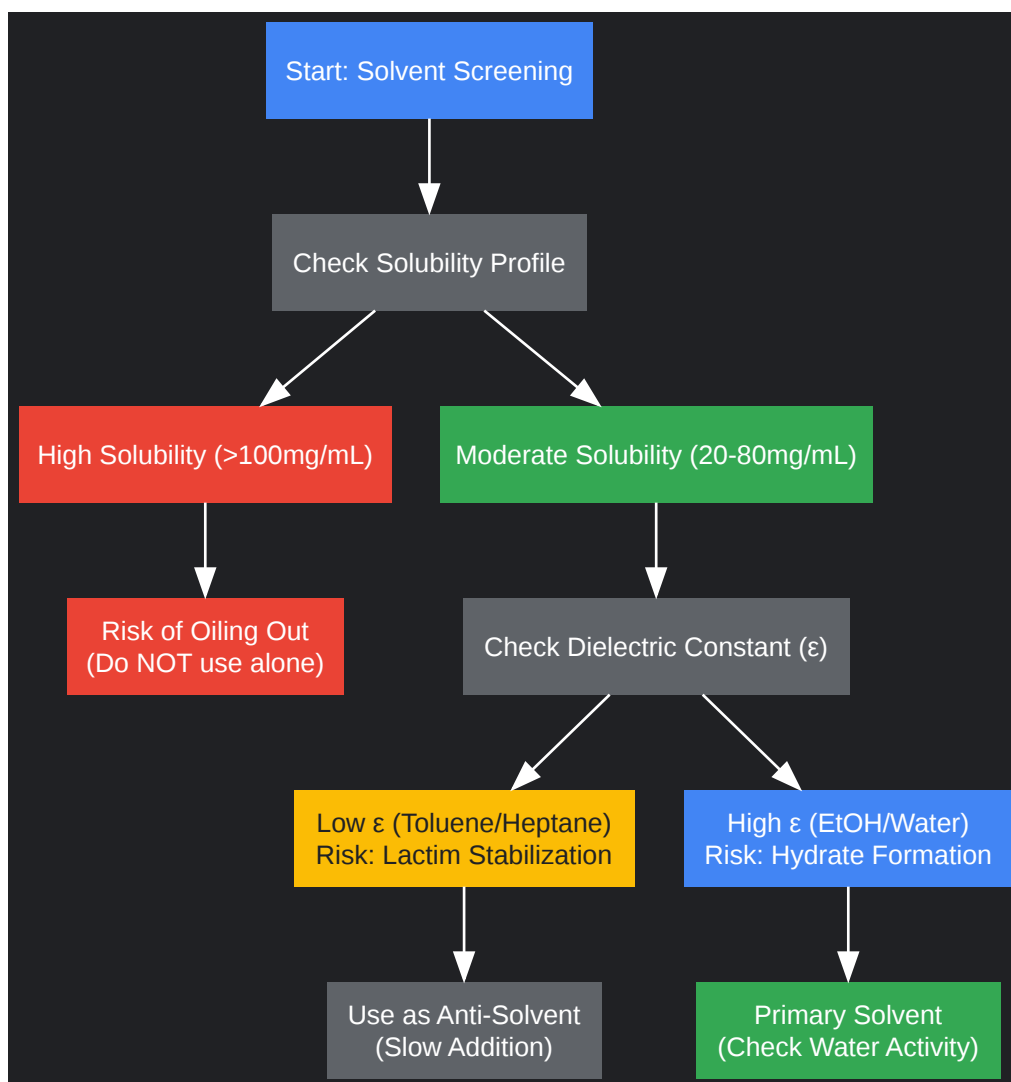 Start: Solvent Screening
Check Solubility Profile
High Solubility (>100mg/mL)
Moderate Solubility (20-80mg/mL)
Risk of Oiling Out
(Do NOT use alone)
Check Dielectric Constant (ε)
Low ε (Toluene/Heptane)
Risk: Lactim Stabilization
High ε (EtOH/Water)
Risk: Hydrate Formation
Use as Anti-Solvent
(Slow Addition)
Primary Solvent
(Check Water Activity)